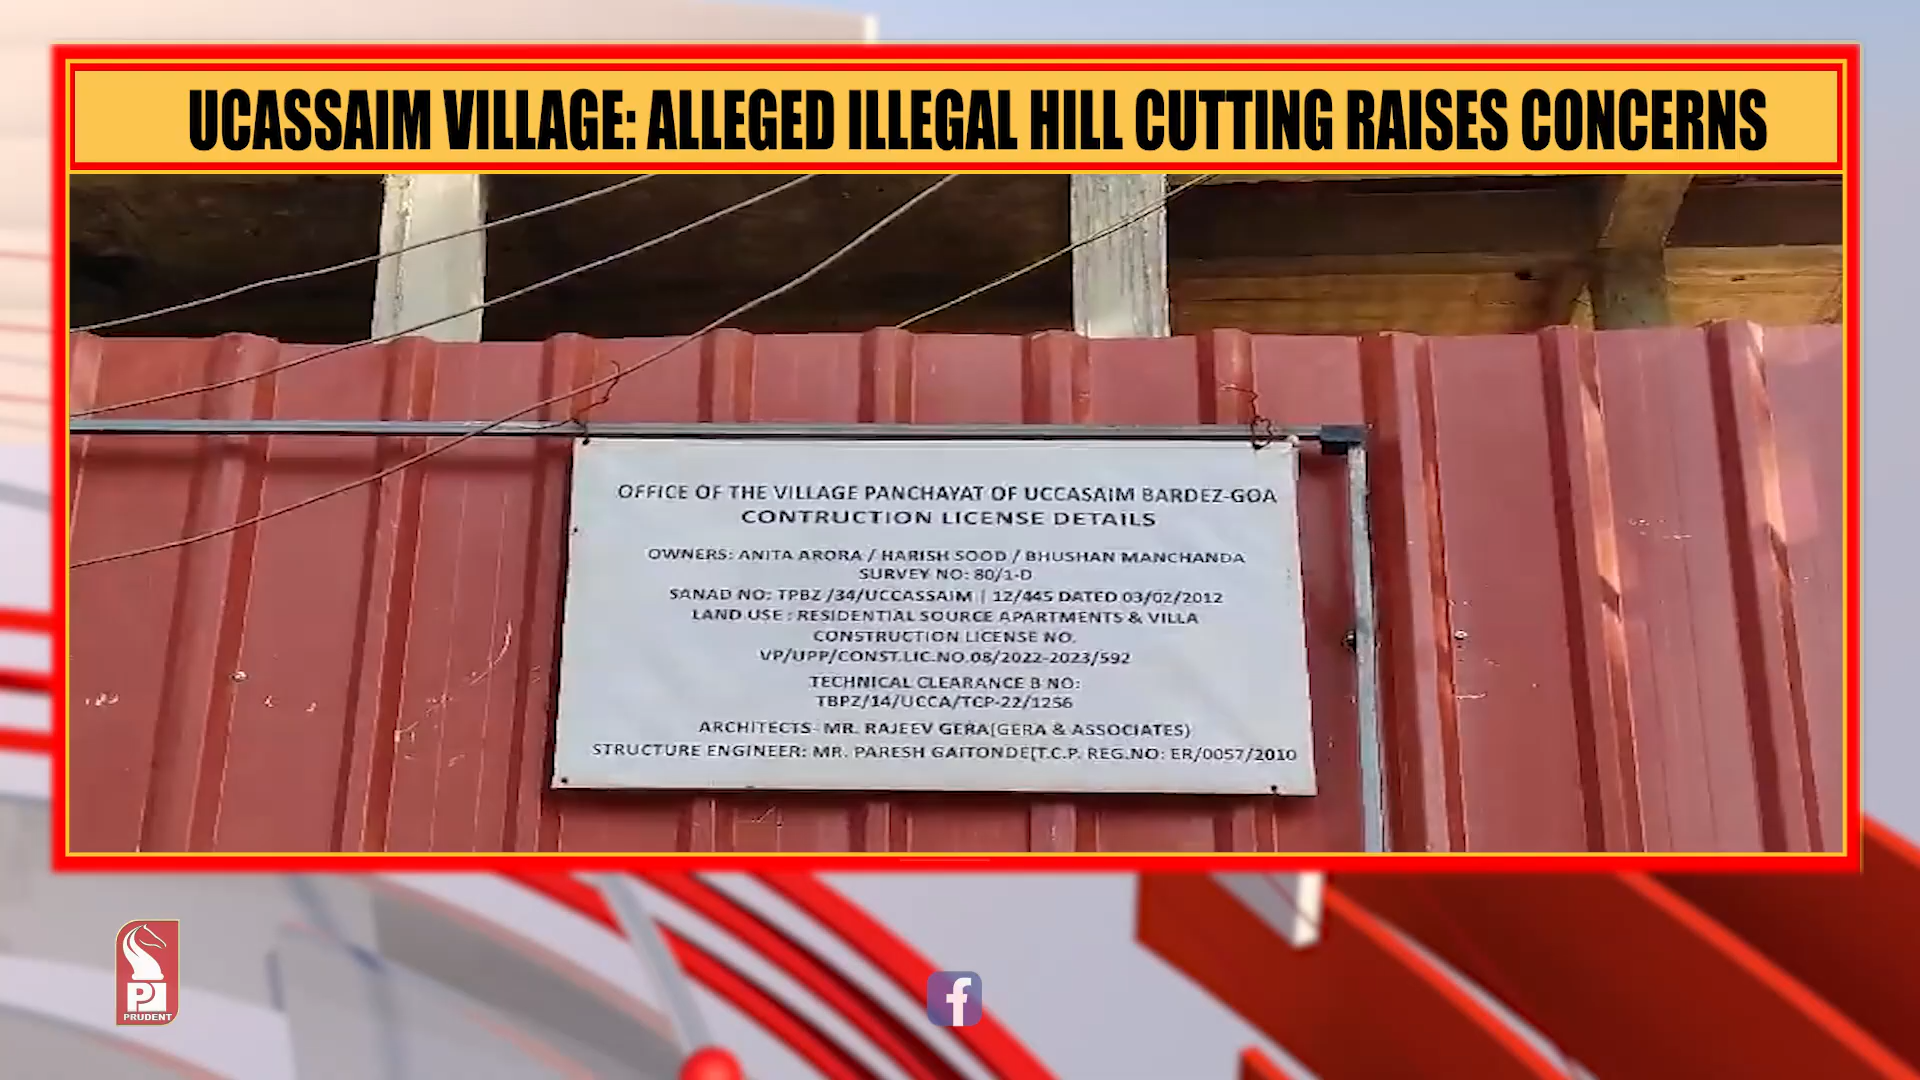 UCASSAIM VILLAGE: ALLEGED ILLEGAL HILL CUTTING RAISES CONCERNS
OFFICE OF THE VILLAGE PANCHAYAT OF UCCASAIM BARDEZ-GOA
CONTRUCTION LICENSE DETAILS
OWNERS: ANITA ARORA / HARISH SOOD / BHUSHAN MANCHANDA
SURVEY NO: 80/1-D
SANAD NO: TPBZ /34/UCCASSAIM | 12/445 DATED 03/02/2012
LAND USE : RESIDENTIAL SOURCE APARTMENTS & VILLA
CONSTRUCTION LICENSE NO.
VP/UPP/CONST.LIC.NO.08/2022-2023/592
TECHNICAL CLEARANCE B NO:
TBPZ/14/UCCA/TCP-22/1256
ARCHITECTS- MR. RAJEEV GERA(GERA & ASSOCIATES)
STRUCTURE ENGINEER: MR. PARESH GAITONDE(T.C.P. REG.NO: ER/0057/2010
P
PRUDENT
f